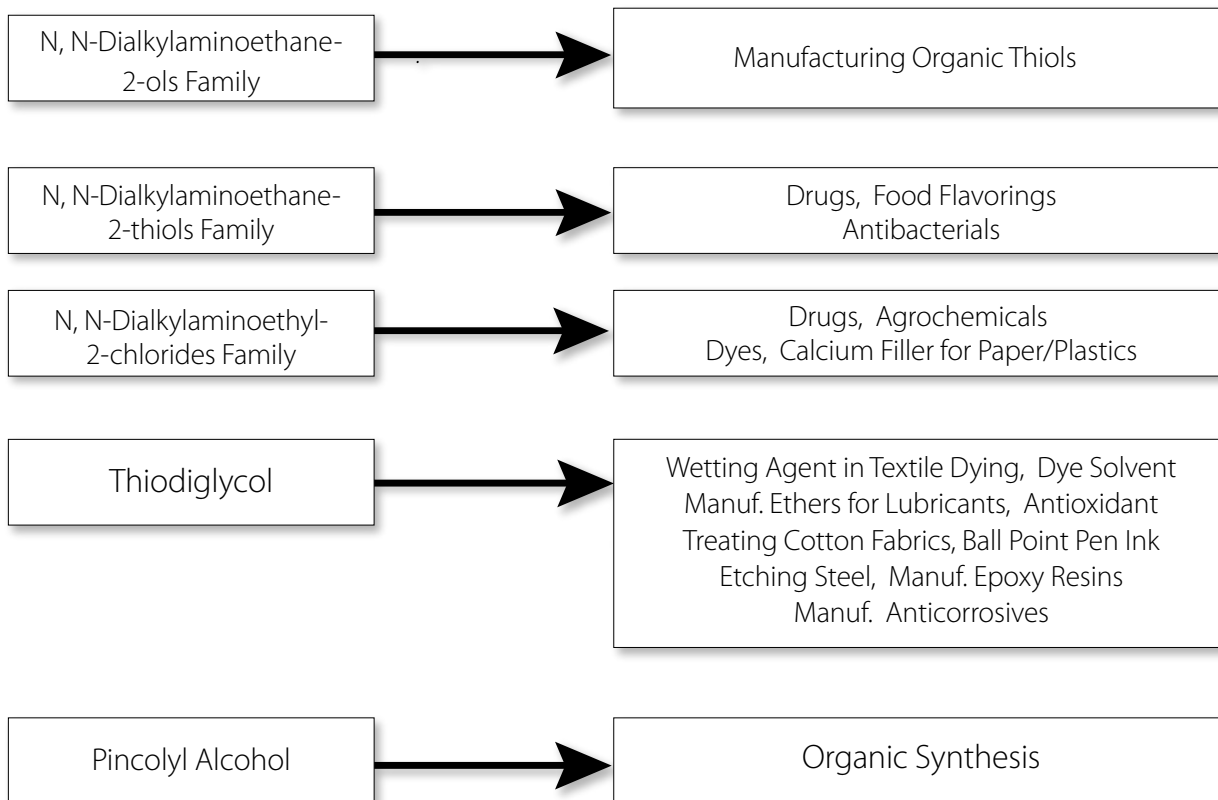 N, N-Dialkylaminoethane-
2-ols Family
Manufacturing Organic Thiols
N, N-Dialkylaminoethane-
2-thiols Family
Drugs, Food Flavorings
Antibacterials
N, N-Dialkylaminoethyl-
2-chlorides Family
Drugs, Agrochemicals
Dyes, Calcium Filler for Paper/Plastics
Thiodiglycol
Wetting Agent in Textile Dying, Dye Solvent
Manuf. Ethers for Lubricants, Antioxidant
Treating Cotton Fabrics, Ball Point Pen Ink
Etching Steel, Manuf. Epoxy Resins
Manuf. Anticorrosives
Pincolyl Alcohol
Organic Synthesis